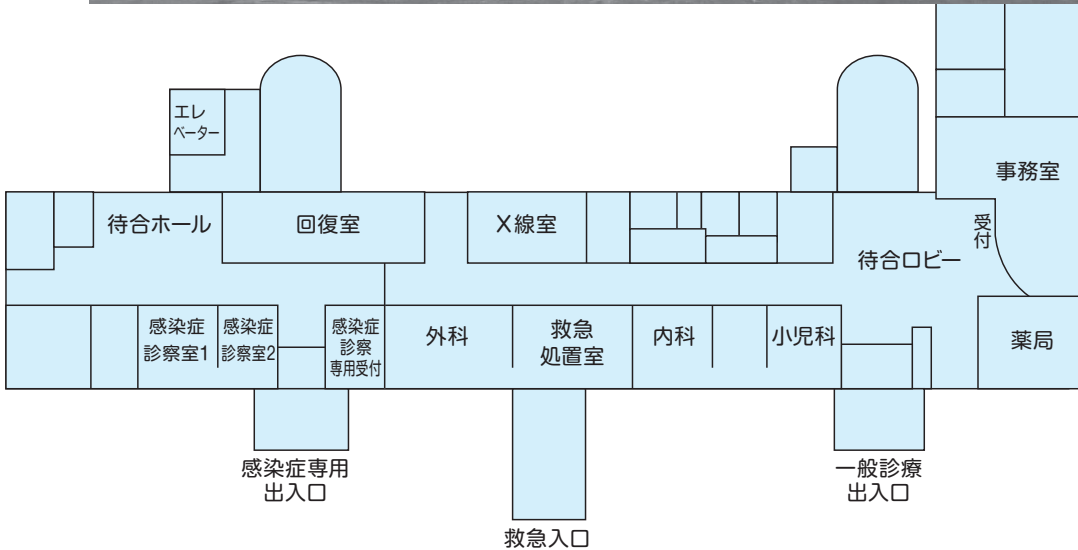 エレ
ベーター
事務室
待合ホール
回復室
X線室
受付
待合ロビー
感染症
診察室1
感染症
診察室2
感染症
診察
専用受付
外科
救急
処置室
内科
小児科
薬局
感染症専用
出入口
救急入口
一般診療
出入口